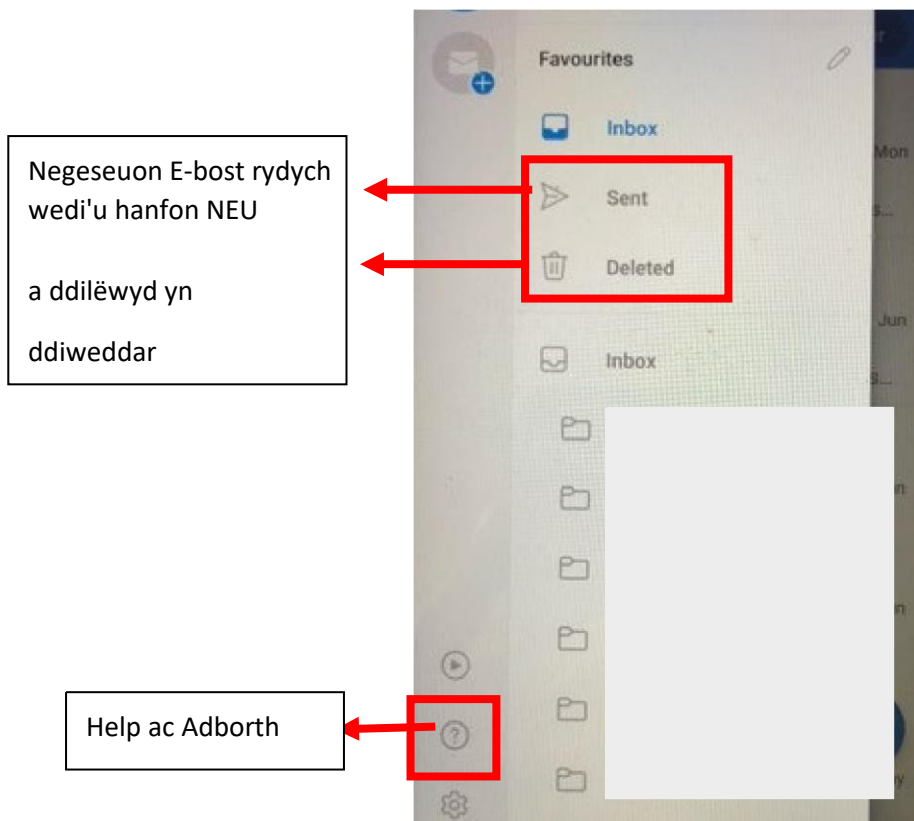 Favourites
Inbox
Mon
Negeseuon E-bost rydych
wedi'u hanfon NEU
a ddilëwyd yn
ddiweddar
Sent
Deleted
Jun
Inbox
Help ac Adborth